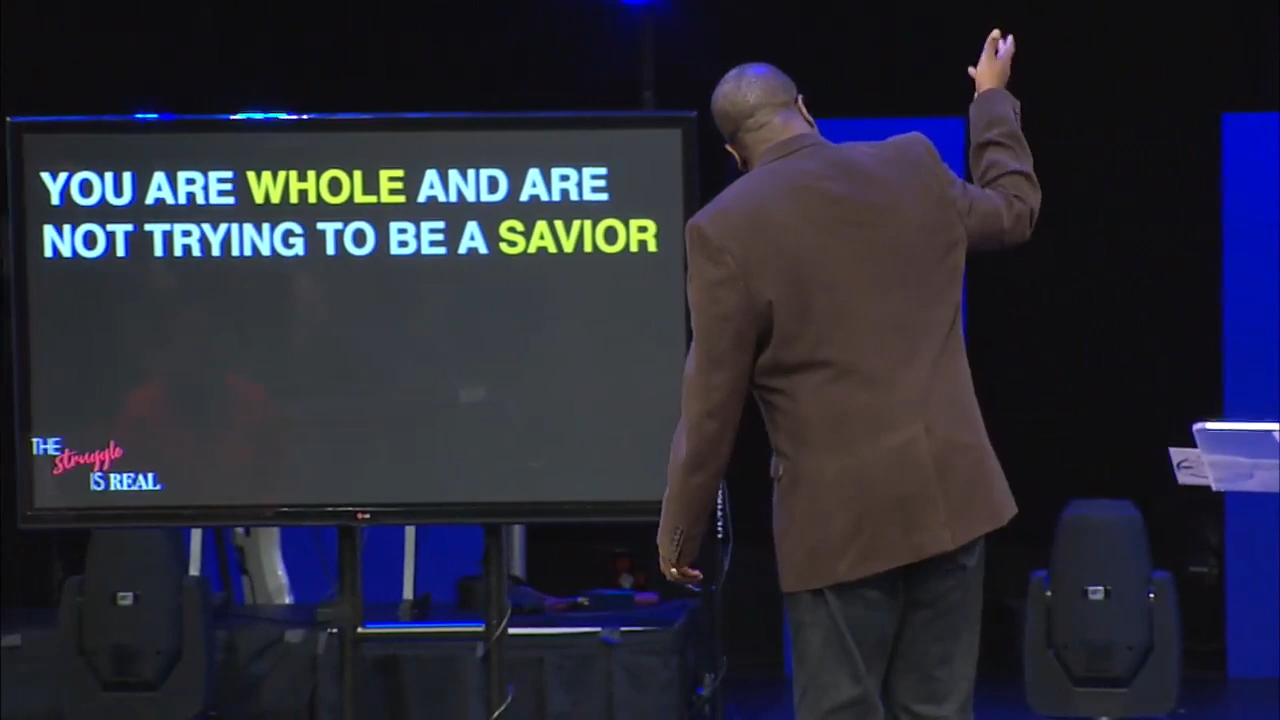 YOU ARE WHOLE AND ARE
NOT TRYING TO BE A SAVIOR
THE
struggle
IS REAL